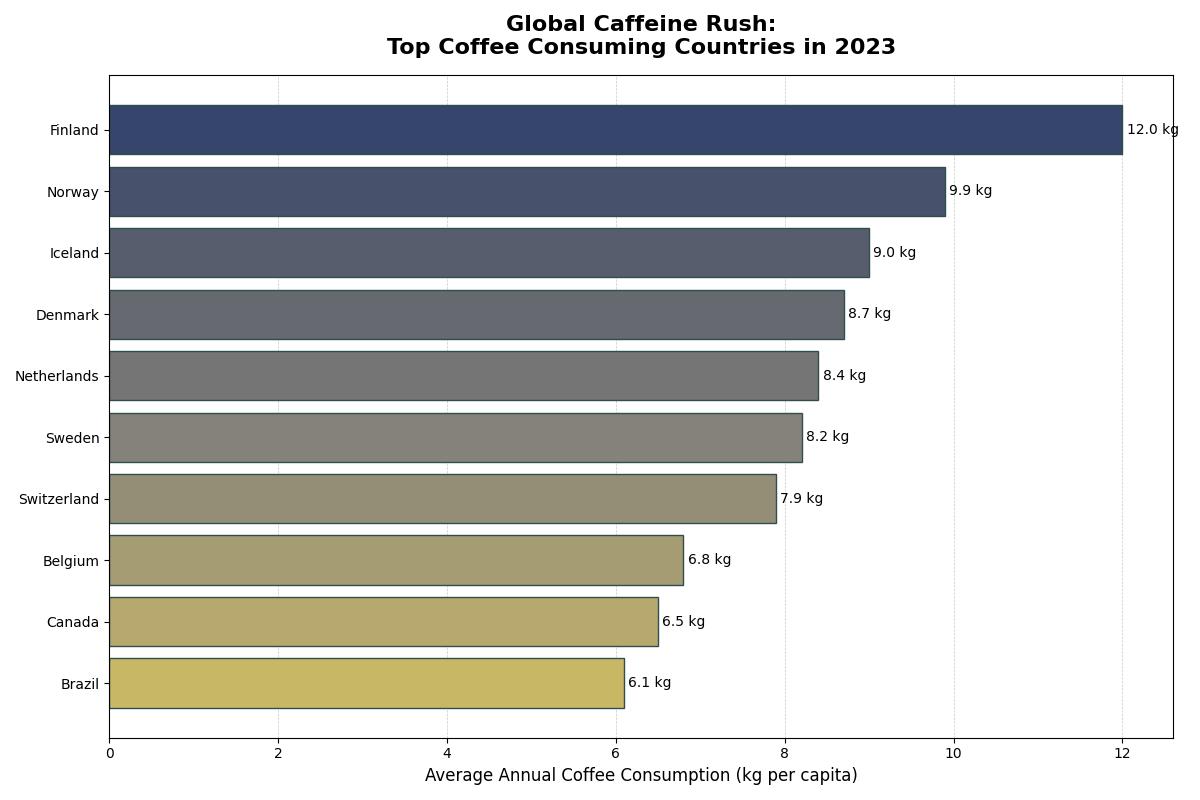 Global Caffeine Rush:
Top Coffee Consuming Countries in 2023
Finland 12.0 kg
Norway 9.9 kg
Iceland 9.0 kg
Denmark 8.7 kg
Netherlands 8.4 kg
Sweden 8.2 kg
Switzerland 7.9 kg
Belgium 6.8 kg
Canada 6.5 kg
Brazil 6.1 kg
0 2 4 6 8 10 12
Average Annual Coffee Consumption (kg per capita)